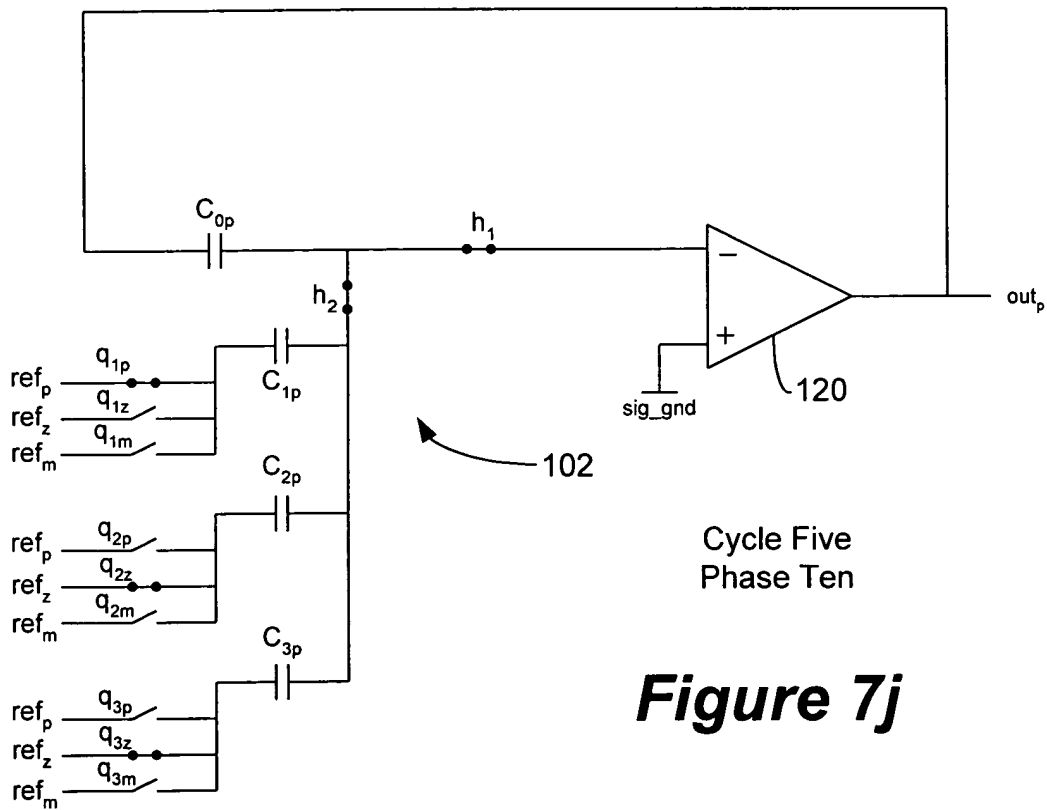 C0p
h1
h2
−
+
outp
120
sig_gnd
C1p
refp q1p
refz q1z
refm q1m
102
C2p
refp q2p
refz q2z
refm q2m
Cycle Five
Phase Ten
C3p
refp q3p
refz q3z
refm q3m
Figure 7j